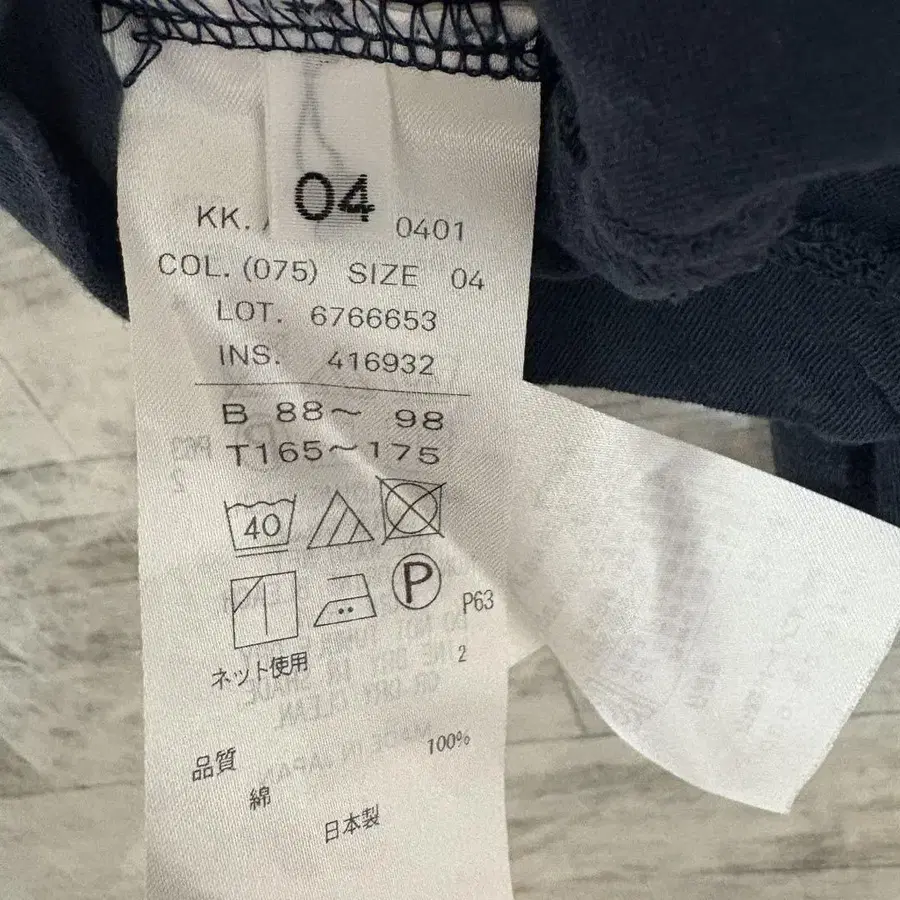 04
KK. 0401
COL. (075) SIZE 04
LOT. 6766653
INS. 416932
B 88～ 98
T165～175
40
P
P63
ネット使用
2
品質
100%
綿
日本製